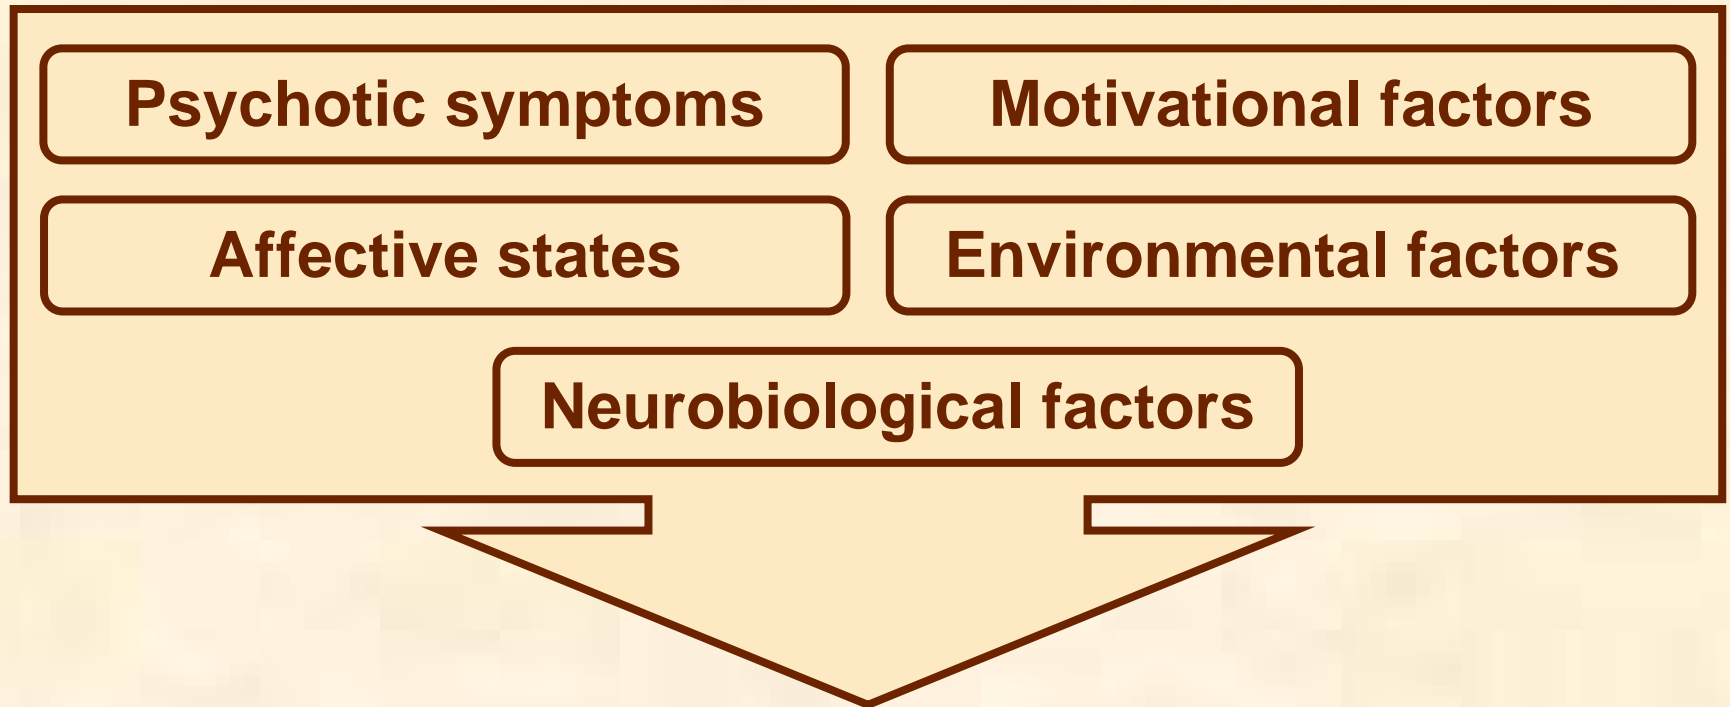 Psychotic symptoms
Motivational factors
Affective states
Environmental factors
Neurobiological factors